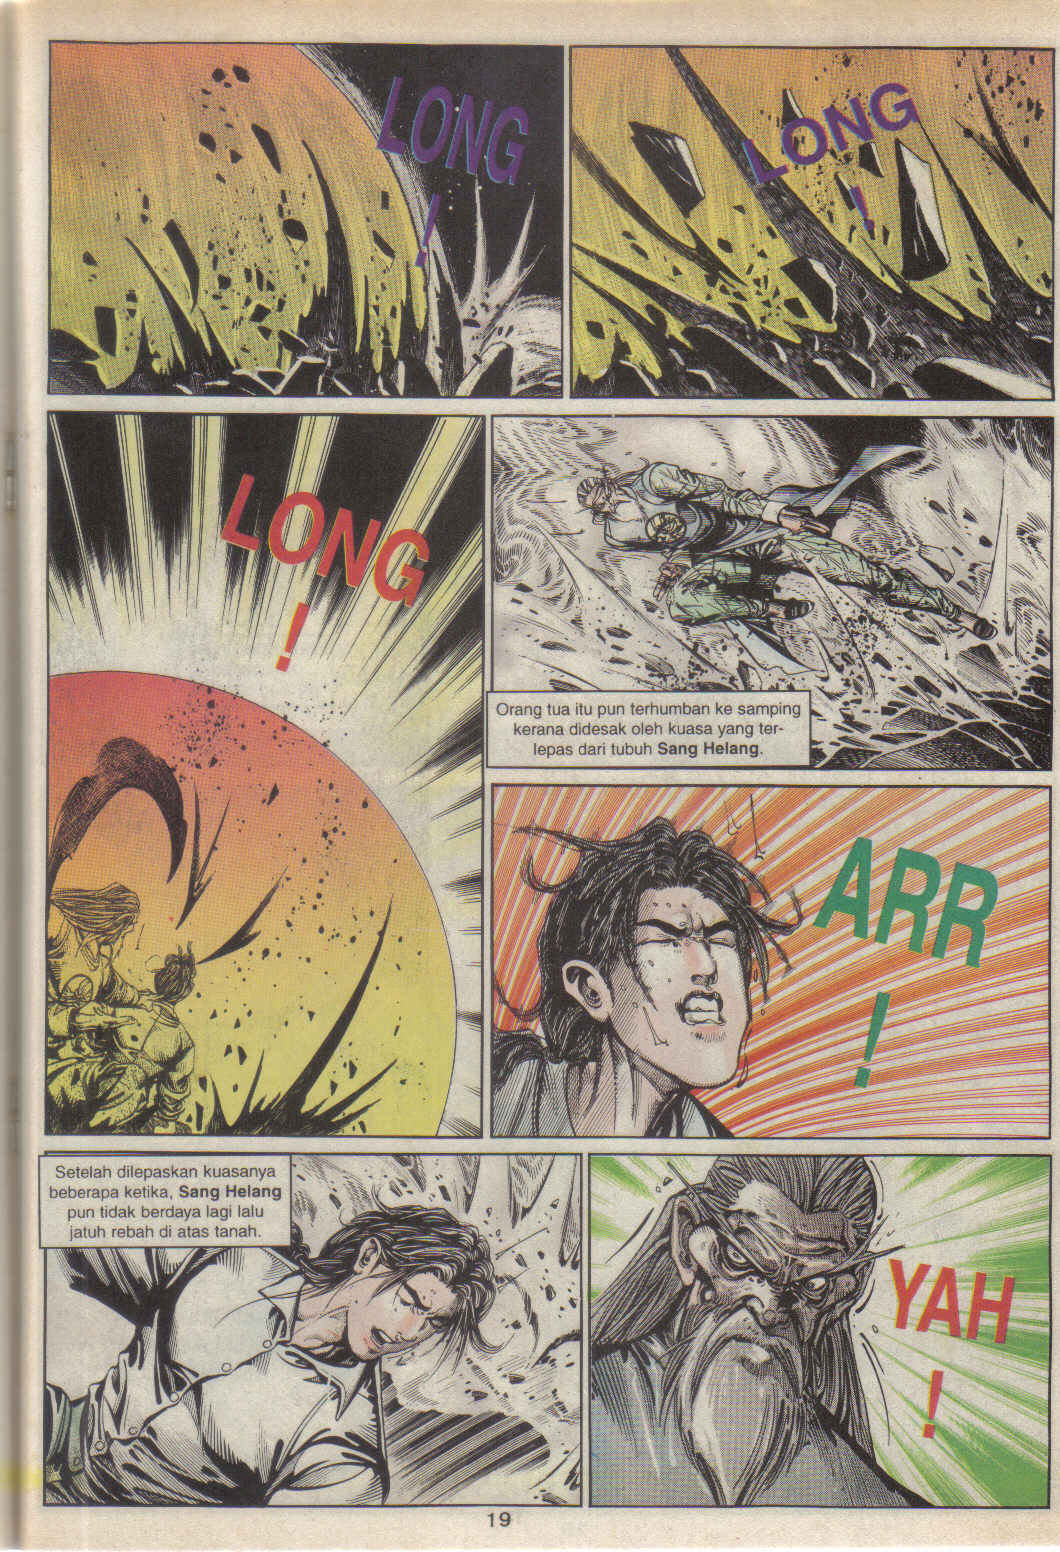 LONG
!
LONG
!
LONG
!
Orang tua itu pun terhumban ke samping
kerana didesak oleh kuasa yang ter-
lepas dari tubuh Sang Helang.
ARR
!
Setelah dilepaskan kuasanya
beberapa ketika, Sang Helang
pun tidak berdaya lagi lalu
jatuh rebah di atas tanah.
YAH
!
19